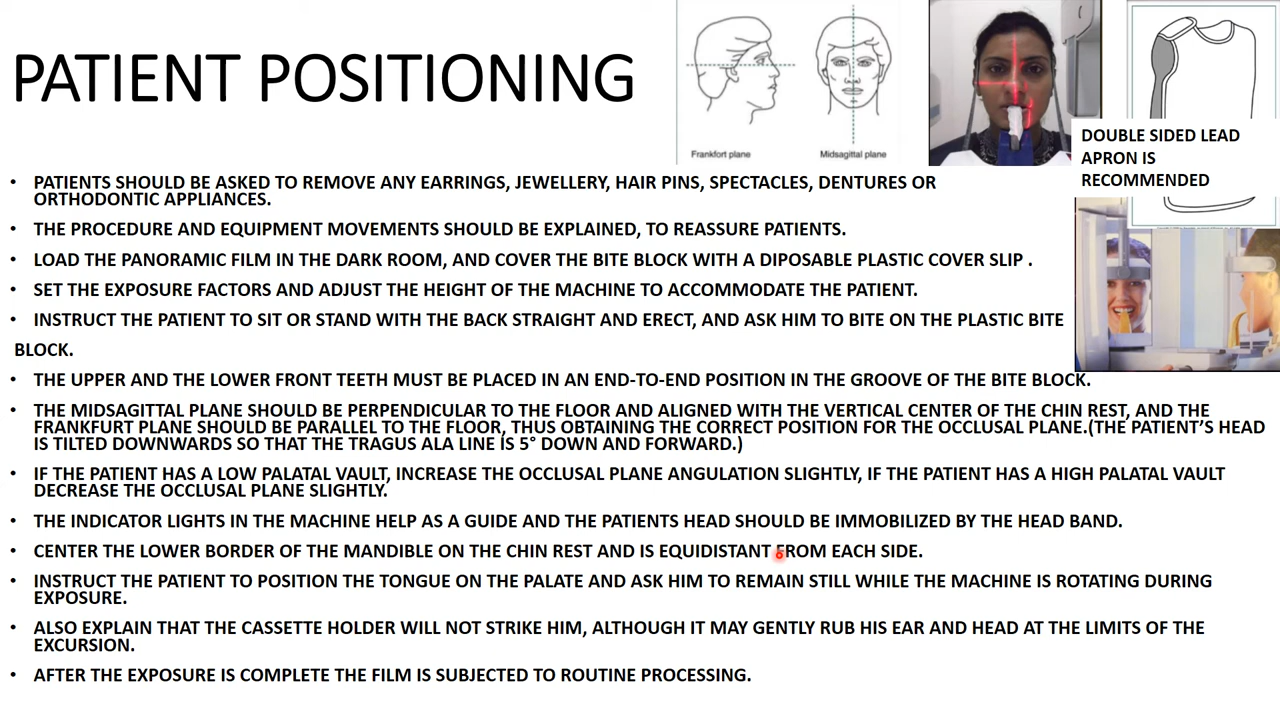 PATIENT POSITIONING
Frankfort plane
Midsagittal plane
DOUBLE SIDED LEAD
APRON IS
RECOMMENDED
• PATIENTS SHOULD BE ASKED TO REMOVE ANY EARRINGS, JEWELLERY, HAIR PINS, SPECTACLES, DENTURES OR
ORTHODONTIC APPLIANCES.
• THE PROCEDURE AND EQUIPMENT MOVEMENTS SHOULD BE EXPLAINED, TO REASSURE PATIENTS.
• LOAD THE PANORAMIC FILM IN THE DARK ROOM, AND COVER THE BITE BLOCK WITH A DIPOSABLE PLASTIC COVER SLIP .
• SET THE EXPOSURE FACTORS AND ADJUST THE HEIGHT OF THE MACHINE TO ACCOMMODATE THE PATIENT.
• INSTRUCT THE PATIENT TO SIT OR STAND WITH THE BACK STRAIGHT AND ERECT, AND ASK HIM TO BITE ON THE PLASTIC BITE
BLOCK.
• THE UPPER AND THE LOWER FRONT TEETH MUST BE PLACED IN AN END-TO-END POSITION IN THE GROOVE OF THE BITE BLOCK.
• THE MIDSAGITTAL PLANE SHOULD BE PERPENDICULAR TO THE FLOOR AND ALIGNED WITH THE VERTICAL CENTER OF THE CHIN REST, AND THE
FRANKFURT PLANE SHOULD BE PARALLEL TO THE FLOOR, THUS OBTAINING THE CORRECT POSITION FOR THE OCCLUSAL PLANE.(THE PATIENT'S HEAD
IS TILTED DOWNWARDS SO THAT THE TRAGUS ALA LINE IS 5° DOWN AND FORWARD.)
• IF THE PATIENT HAS A LOW PALATAL VAULT, INCREASE THE OCCLUSAL PLANE ANGULATION SLIGHTLY, IF THE PATIENT HAS A HIGH PALATAL VAULT
DECREASE THE OCCLUSAL PLANE SLIGHTLY.
• THE INDICATOR LIGHTS IN THE MACHINE HELP AS A GUIDE AND THE PATIENTS HEAD SHOULD BE IMMOBILIZED BY THE HEAD BAND.
• CENTER THE LOWER BORDER OF THE MANDIBLE ON THE CHIN REST AND IS EQUIDISTANT FROM EACH SIDE.
• INSTRUCT THE PATIENT TO POSITION THE TONGUE ON THE PALATE AND ASK HIM TO REMAIN STILL WHILE THE MACHINE IS ROTATING DURING
EXPOSURE.
• ALSO EXPLAIN THAT THE CASSETTE HOLDER WILL NOT STRIKE HIM, ALTHOUGH IT MAY GENTLY RUB HIS EAR AND HEAD AT THE LIMITS OF THE
EXCURSION.
• AFTER THE EXPOSURE IS COMPLETE THE FILM IS SUBJECTED TO ROUTINE PROCESSING.